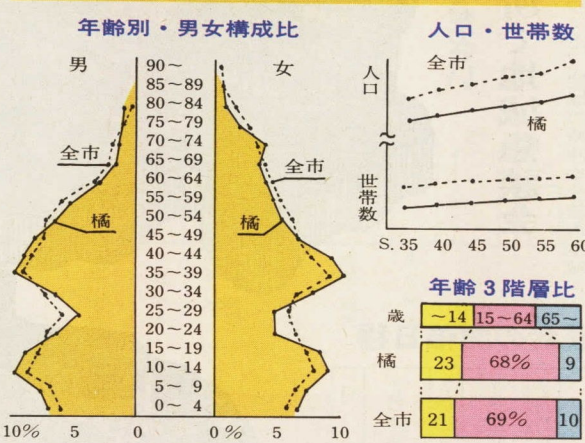 年齢別・男女構成比
男
女
90～
85～89
80～84
75～79
70～74
65～69
60～64
55～59
50～54
45～49
40～44
35～39
30～34
25～29
20～24
15～19
10～14
5～ 9
0～ 4
全市
橘
全市
橘
10% 5 0 0 % 5 10
人口・世帯数
人口
全市
橘
世帯数
S. 35 40 45 50 55 60
年齢3階層比
歳 ～14 15～64 65～
橘 23 68% 9
全市 21 69% 10